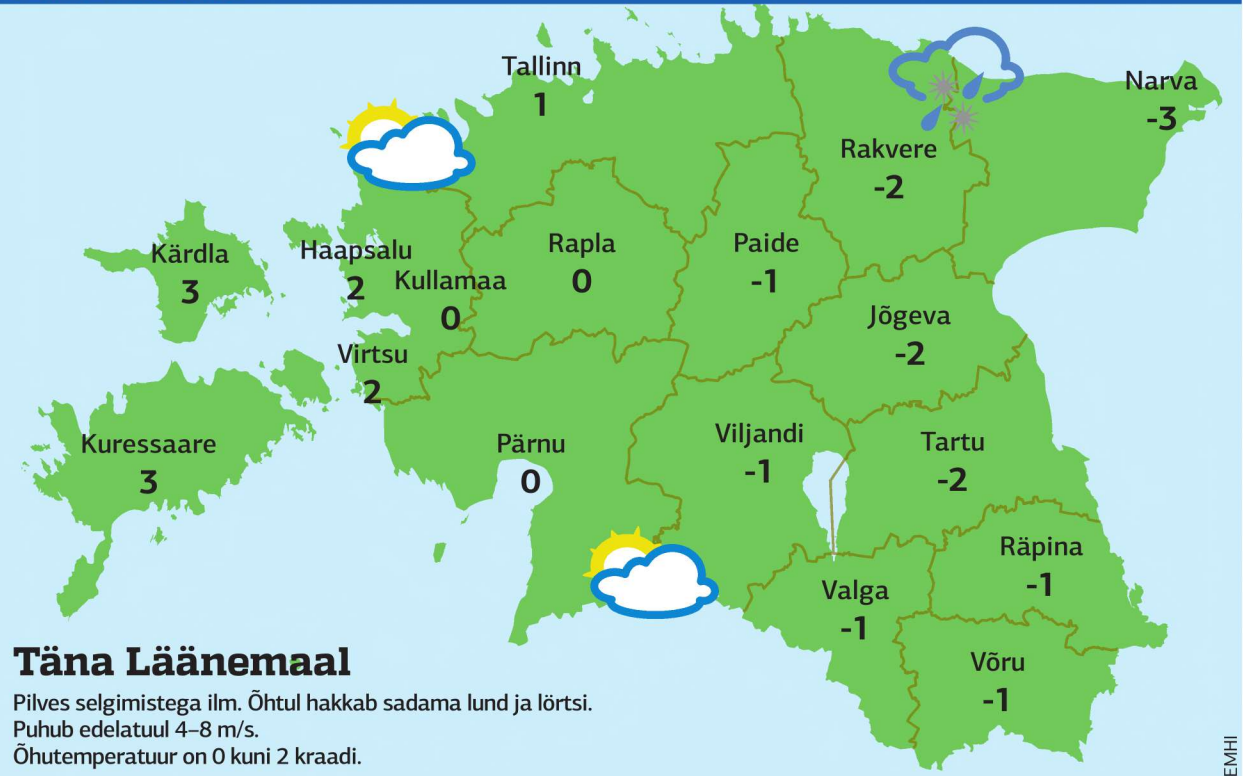 Tallinn
1
Narva
-3
Rakvere
-2
Kärdla
3
Haapsalu
2
Kullamaa
0
Rapla
0
Paide
-1
Jõgeva
-2
Virtsu
2
Kuressaare
3
Pärnu
0
Viljandi
-1
Tartu
-2
Räpina
-1
Valga
-1
Võru
-1
Täna Läänemaal
Pilves selgimistega ilm. Õhtul hakkab sadama lund ja lörtsi.
Puhub edelatuul 4–8 m/s.
Õhutemperatuur on 0 kuni 2 kraadi.
EMHI